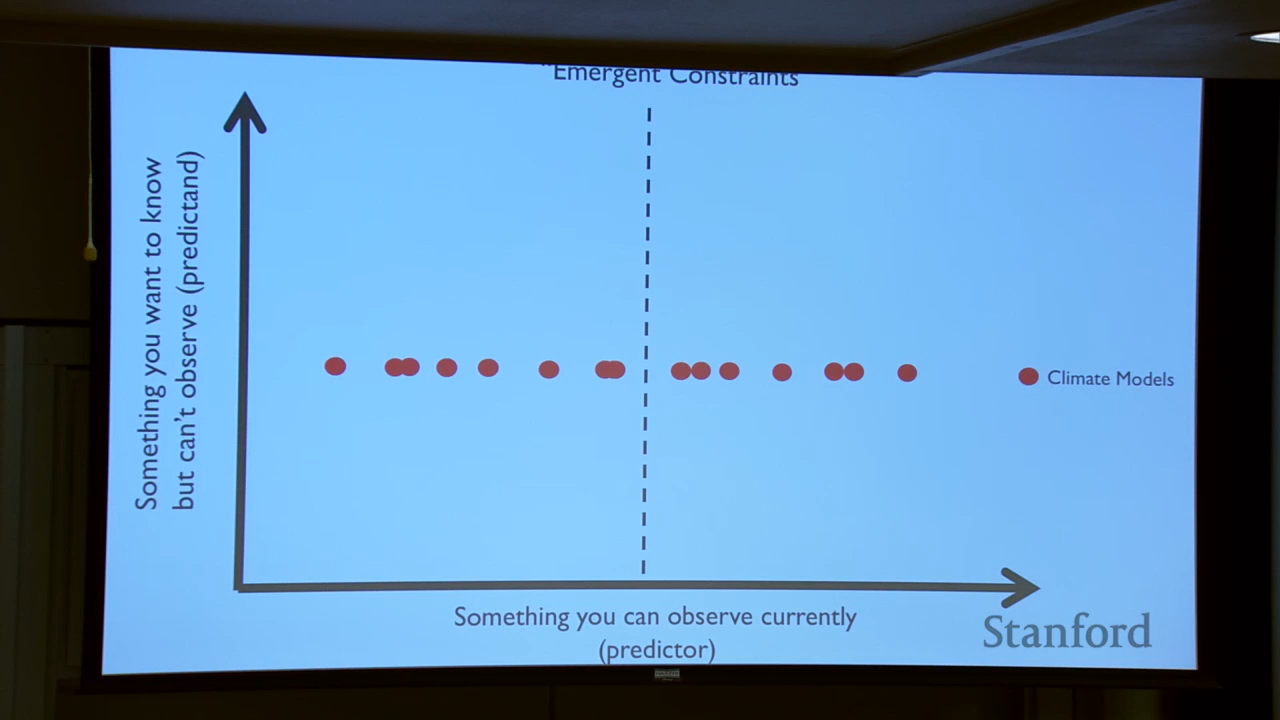 "Emergent Constraints
Something you want to know
but can't observe (predictand)
Climate Models
Something you can observe currently
(predictor)
Stanford